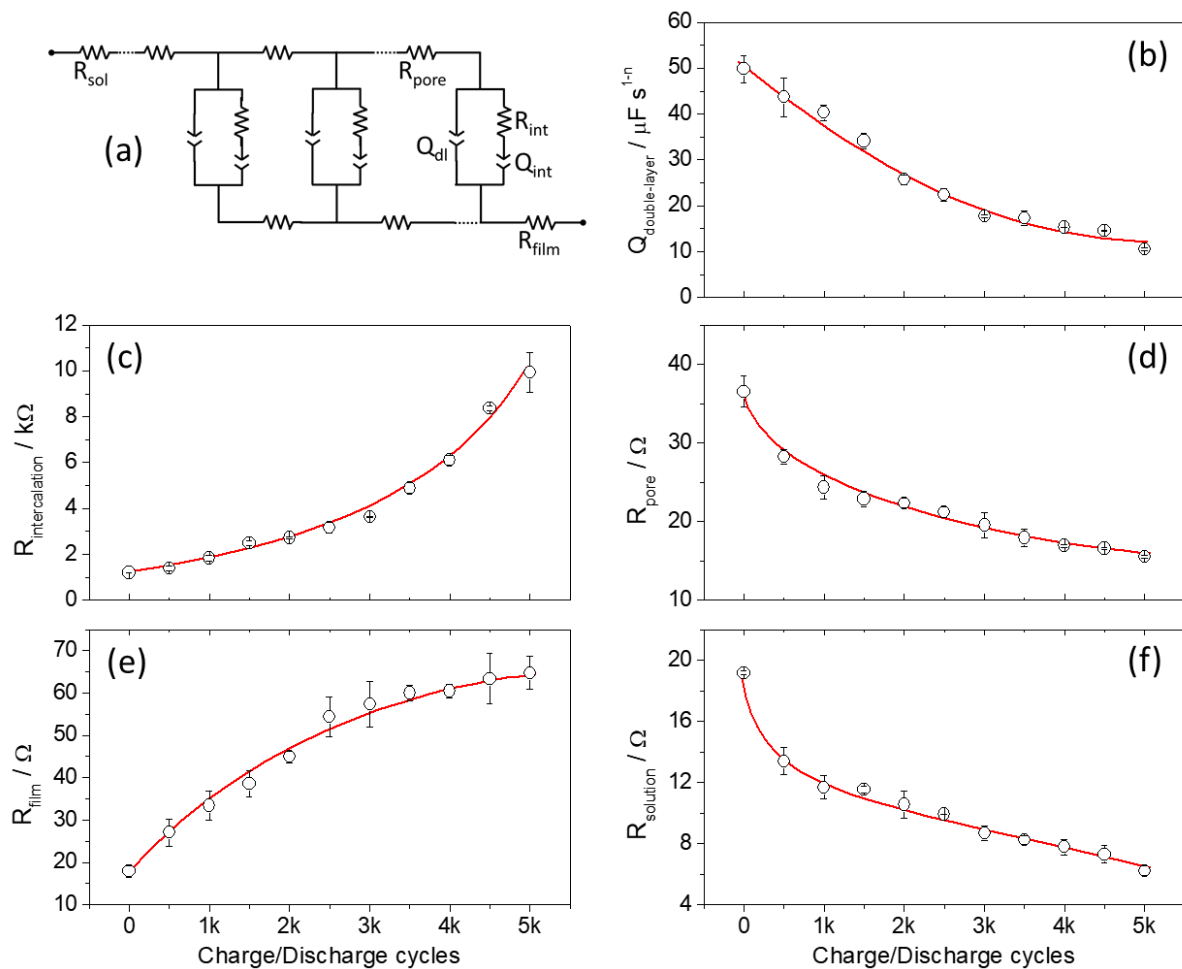 (a)
R_sol
R_pore
R_int
Q_dl
Q_int
R_film
(b)
Q_double-layer / μF s^1-n
60
50
40
30
20
10
0
(c)
R_intercalation / kΩ
12
10
8
6
4
2
0
(d)
R_pore / Ω
40
30
20
10
(e)
R_film / Ω
70
60
50
40
30
20
10
0 1k 2k 3k 4k 5k
Charge/Discharge cycles
(f)
R_solution / Ω
20
16
12
8
4
0 1k 2k 3k 4k 5k
Charge/Discharge cycles